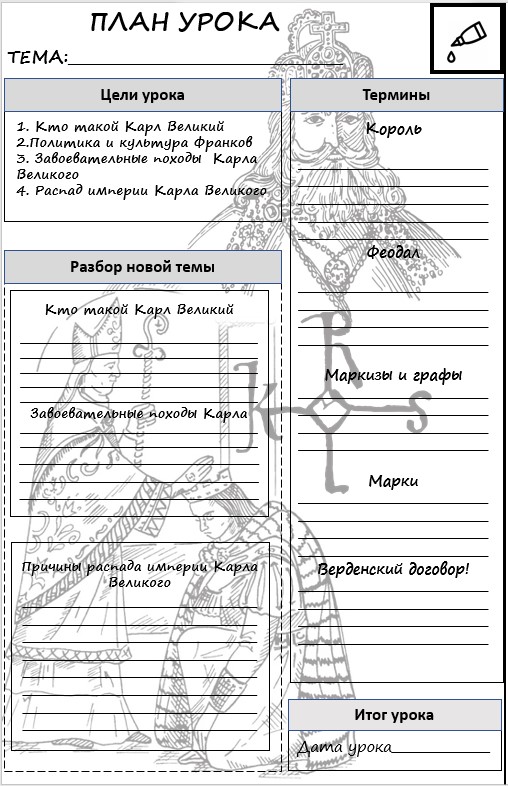 ПЛАН УРОКА
ТЕМА:
Цели урока
1. Кто такой Карл Великий
2.Политика и культура Франков
3. Завоевательные походы Карла
Великого
4. Распад империи Карла Великого
Разбор новой темы
Кто такой Карл Великий
Завоевательные походы Карла
Причины распада империи Карла
Великого
Термины
Король
Феодал
Маркизы и графы
Марки
Верденский договор!
Итог урока
Дата урока
K
R
S
L